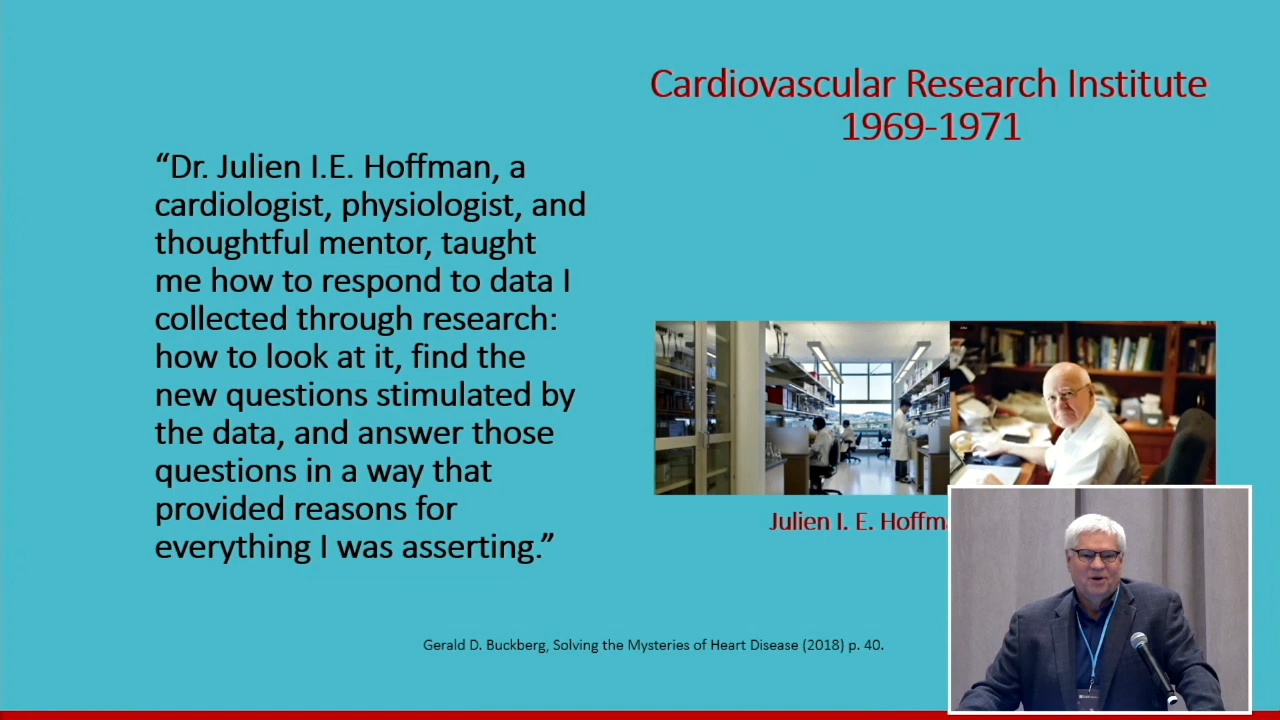 Cardiovascular Research Institute
1969-1971
“Dr. Julien I.E. Hoffman, a
cardiologist, physiologist, and
thoughtful mentor, taught
me how to respond to data I
collected through research:
how to look at it, find the
new questions stimulated by
the data, and answer those
questions in a way that
provided reasons for
everything I was asserting.”
Julien I. E.
Gerald D. Buckberg, Solving the Mysteries of Heart Disease (2018) p. 40.